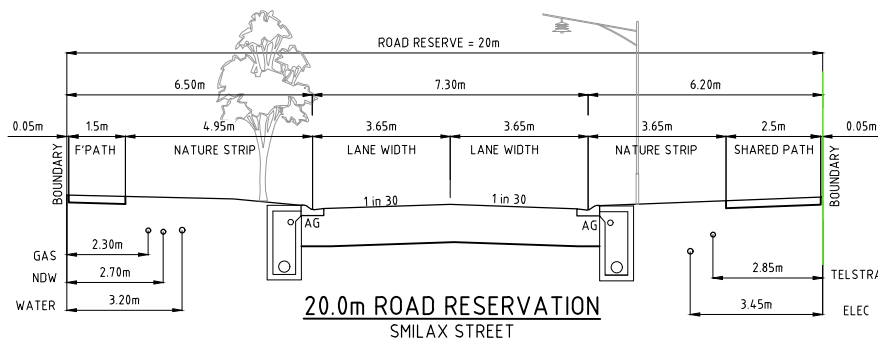 ROAD RESERVE = 20m
6.50m 7.30m 6.20m
0.05m 1.5m 4.95m 3.65m 3.65m 3.65m 2.5m 0.05m
BOUNDARY F'PATH NATURE STRIP LANE WIDTH LANE WIDTH NATURE STRIP SHARED PATH BOUNDARY
1 in 30 1 in 30
AG AG
GAS 2.30m
NDW 2.70m 2.85m TELSTRA
WATER 3.20m 3.45m ELEC
20.0m ROAD RESERVATION
SMILAX STREET